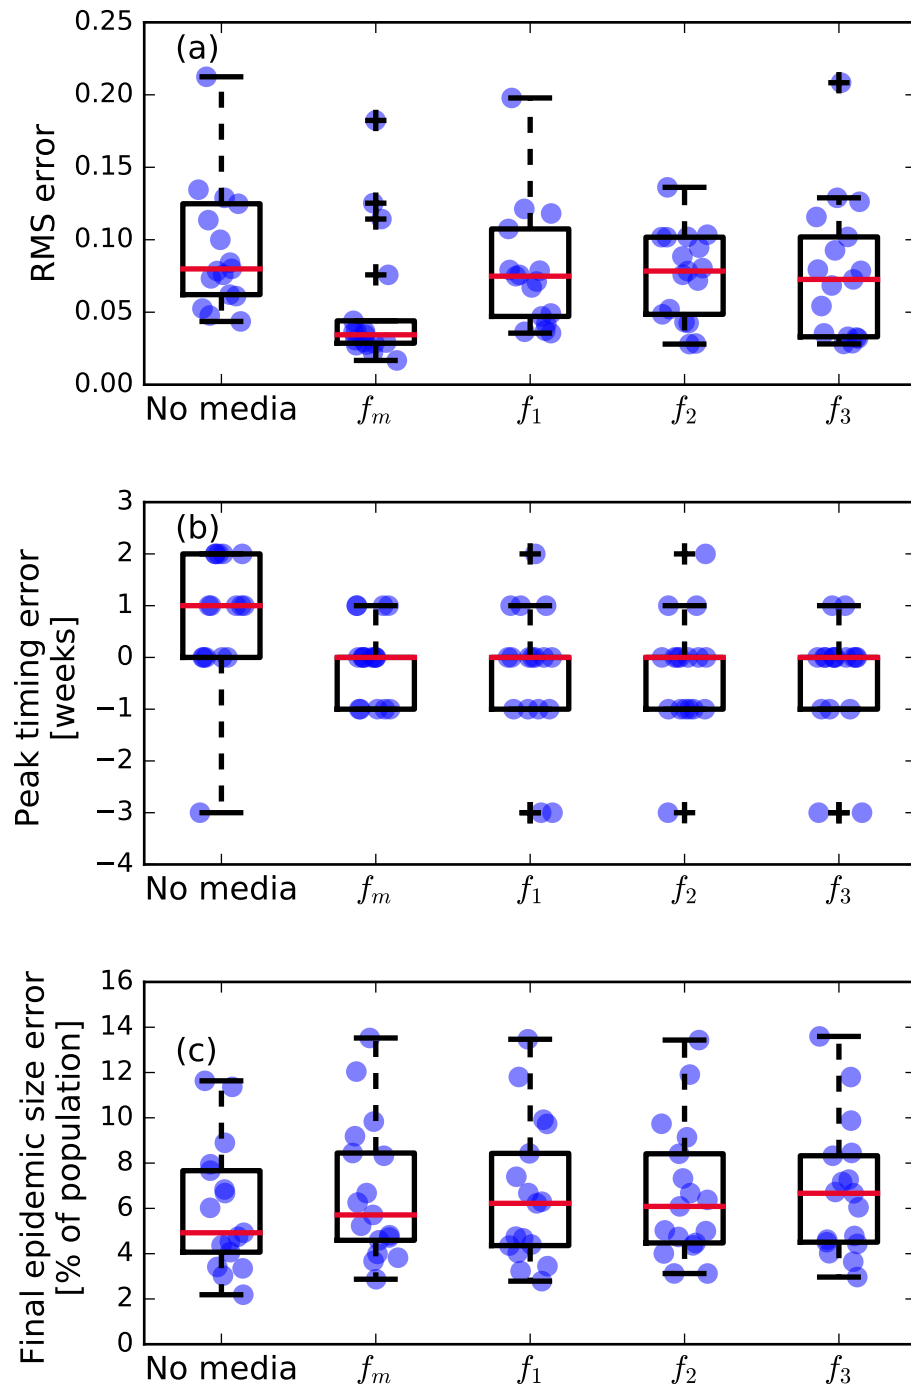 (a)
RMS error
0.25
0.20
0.15
0.10
0.05
0.00
No media f_m f_1 f_2 f_3
(b)
Peak timing error
[weeks]
3
2
1
0
−1
−2
−3
−4
No media f_m f_1 f_2 f_3
(c)
Final epidemic size error
[% of population]
16
14
12
10
8
6
4
2
0
No media f_m f_1 f_2 f_3